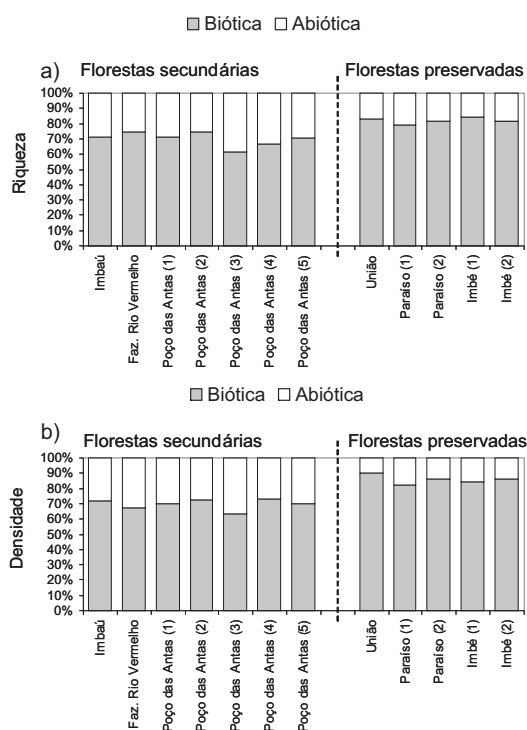 Biótica Abiótica
a) Florestas secundárias Florestas preservadas
Riqueza
100%
90%
80%
70%
60%
50%
40%
30%
20%
10%
0%
Imbaú
Faz. Rio Vermelho
Poço das Antas (1)
Poço das Antas (2)
Poço das Antas (3)
Poço das Antas (4)
Poço das Antas (5)
União
Paraíso (1)
Paraíso (2)
Imbé (1)
Imbé (2)
Biótica Abiótica
b) Florestas secundárias Florestas preservadas
Densidade
100%
90%
80%
70%
60%
50%
40%
30%
20%
10%
0%
Imbaú
Faz. Rio Vermelho
Poço das Antas (1)
Poço das Antas (2)
Poço das Antas (3)
Poço das Antas (4)
Poço das Antas (5)
União
Paraíso (1)
Paraíso (2)
Imbé (1)
Imbé (2)